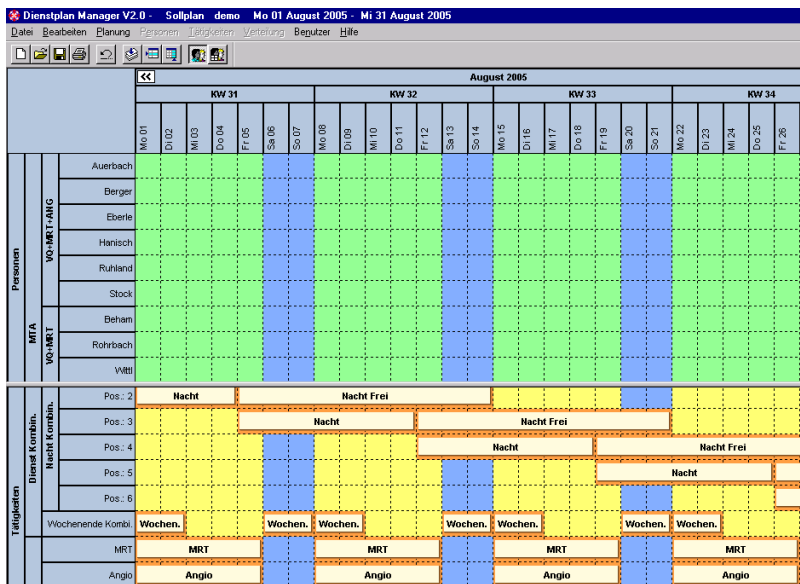 Dienstplan Manager V2.0 - Sollplan demo Mo 01 August 2005 - Mi 31 August 2005
Datei Bearbeiten Planung Personen Tätigkeiten Verteilung Benutzer Hilfe
<< August 2005
KW 31 KW 32 KW 33 KW 34
Mo 01 Di 02 Mi 03 Do 04 Fr 05 Sa 06 So 07 Mo 08 Di 09 Mi 10 Do 11 Fr 12 Sa 13 So 14 Mo 15 Di 16 Mi 17 Do 18 Fr 19 Sa 20 So 21 Mo 22 Di 23 Mi 24 Do 25 Fr 26
Personen
MTA
VQ+MRT+ANG
Auerbach
Berger
Eberle
Hanisch
Ruhland
Stock
VQ+MRT
Beham
Rohrbach
Wittl
Tätigkeiten
Dienst Kombin.
Nacht Kombin.
Pos.: 2 Nacht Nacht Frei
Pos.: 3 Nacht Nacht Frei
Pos.: 4 Nacht Nacht Frei
Pos.: 5 Nacht
Pos.: 6
Wochenende Kombi. Wochen. Wochen. Wochen. Wochen. Wochen. Wochen. Wochen.
MRT MRT MRT MRT MRT
Angio Angio Angio Angio Angio